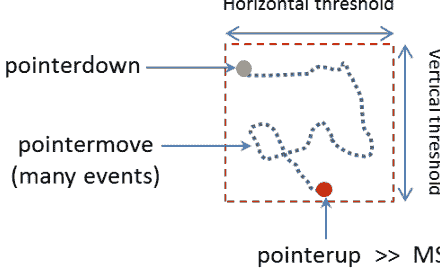 Horizontal threshold
pointerdown
Vertical threshold
pointermove
(many events)
pointerup >> MS